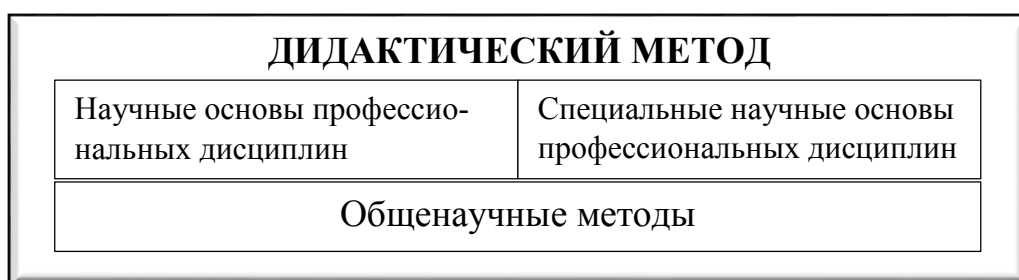 ДИДАКТИЧЕСКИЙ МЕТОД
Научные основы профессио-
нальных дисциплин
Специальные научные основы
профессиональных дисциплин
Общенаучные методы